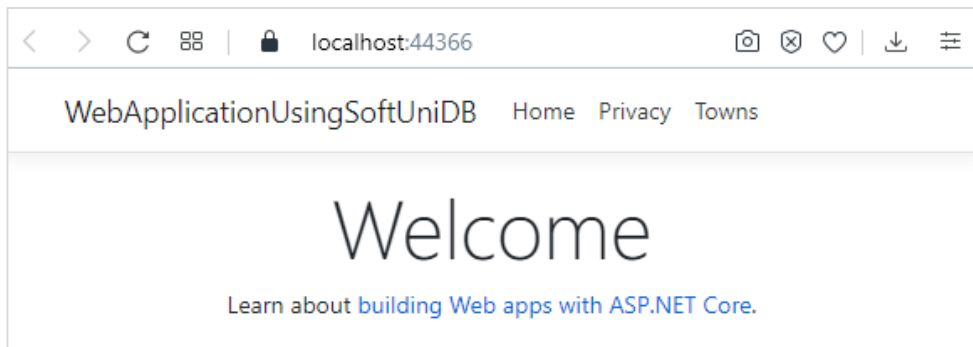 localhost:44366
WebApplicationUsingSoftUniDB Home Privacy Towns
Welcome
Learn about building Web apps with ASP.NET Core.